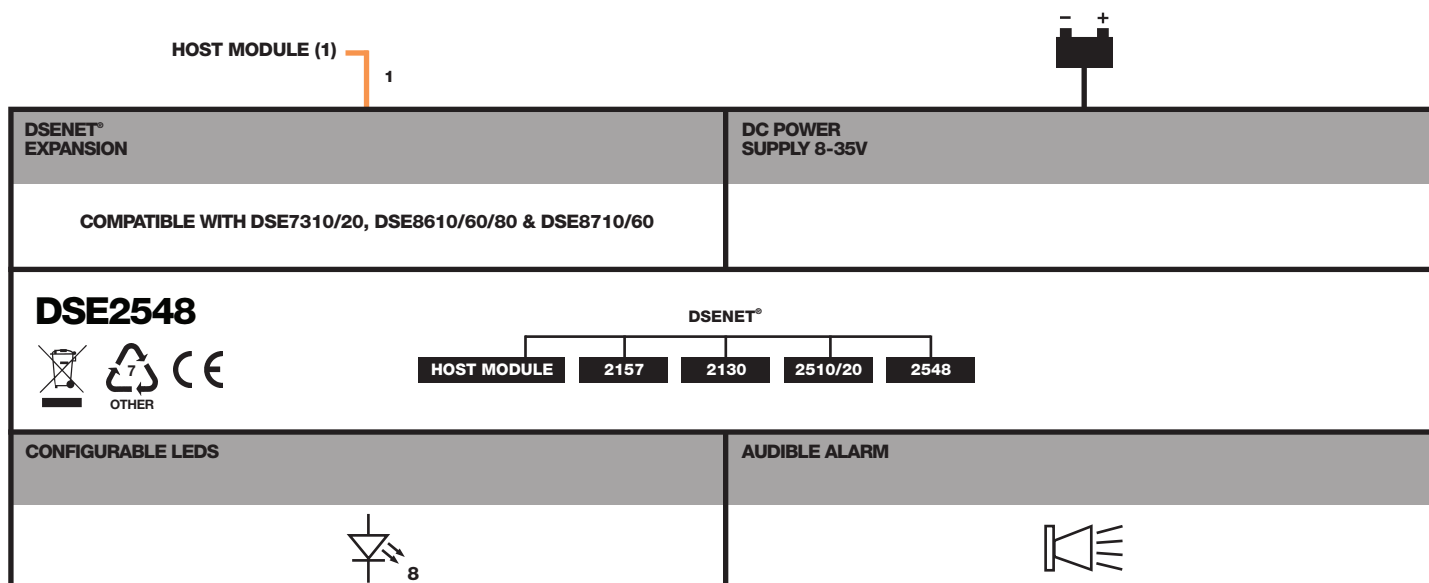 HOST MODULE (1)
1
- +
DSENET®
EXPANSION
DC POWER
SUPPLY 8-35V
COMPATIBLE WITH DSE7310/20, DSE8610/60/80 & DSE8710/60
DSE2548
7
OTHER
CE
DSENET®
HOST MODULE
2157
2130
2510/20
2548
CONFIGURABLE LEDS
AUDIBLE ALARM
8